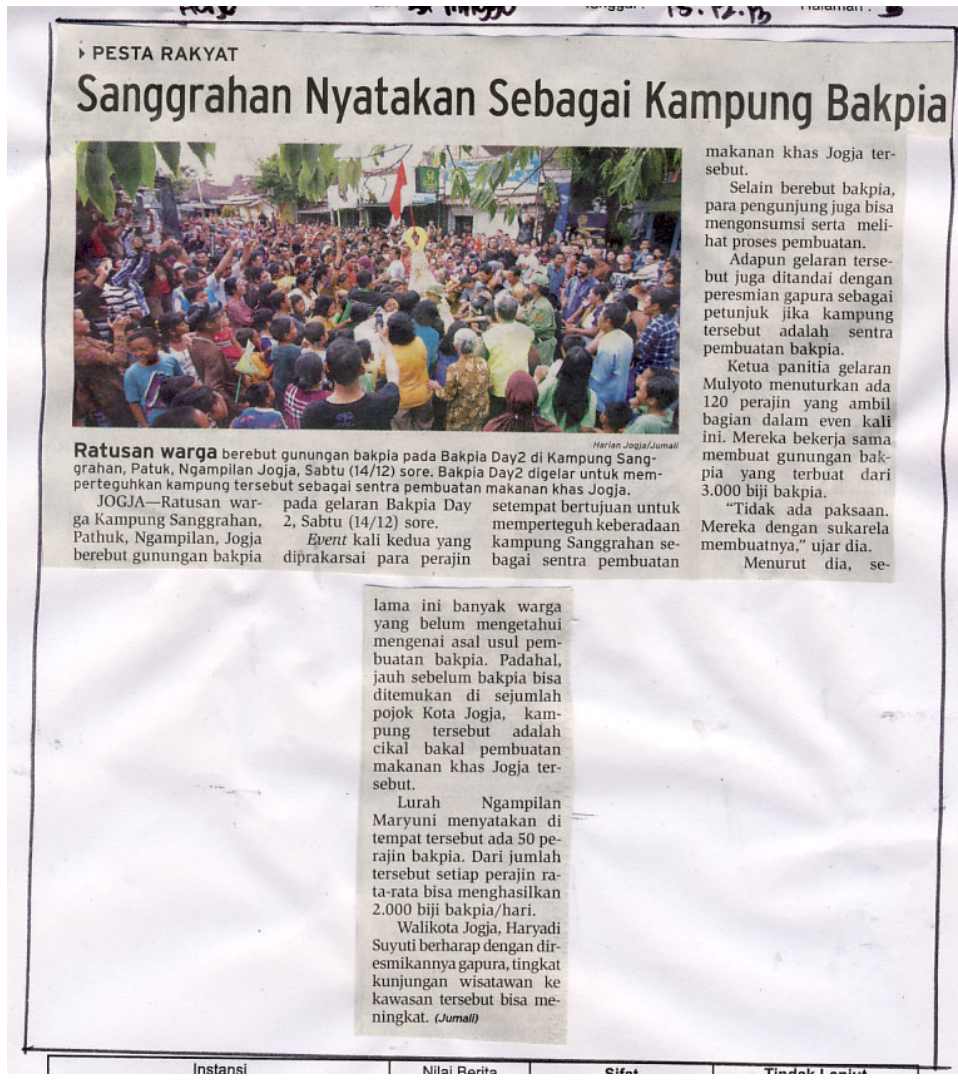 15.12.13
Halaman :
▸ PESTA RAKYAT
Sanggrahan Nyatakan Sebagai Kampung Bakpia
Harian Jogja/Jumali
Ratusan warga berebut gunungan bakpia pada Bakpia Day2 di Kampung Sang-
grahan, Patuk, Ngampilan Jogja, Sabtu (14/12) sore. Bakpia Day2 digelar untuk mem-
perteguhkan kampung tersebut sebagai sentra pembuatan makanan khas Jogja.
JOGJA—Ratusan war-
ga Kampung Sanggrahan,
Pathuk, Ngampilan, Jogja
berebut gunungan bakpia
pada gelaran Bakpia Day
2, Sabtu (14/12) sore.
Event kali kedua yang
diprakarsai para perajin
setempat bertujuan untuk
memperteguh keberadaan
kampung Sanggrahan se-
bagai sentra pembuatan
makanan khas Jogja ter-
sebut.
Selain berebut bakpia,
para pengunjung juga bisa
mengonsumsi serta meli-
hat proses pembuatan.
Adapun gelaran terse-
but juga ditandai dengan
peresmian gapura sebagai
petunjuk jika kampung
tersebut adalah sentra
pembuatan bakpia.
Ketua panitia gelaran
Mulyoto menuturkan ada
120 perajin yang ambil
bagian dalam even kali
ini. Mereka bekerja sama
membuat gunungan bak-
pia yang terbuat dari
3.000 biji bakpia.
“Tidak ada paksaan.
Mereka dengan sukarela
membuatnya,” ujar dia.
Menurut dia, se-
lama ini banyak warga
yang belum mengetahui
mengenai asal usul pem-
buatan bakpia. Padahal,
jauh sebelum bakpia bisa
ditemukan di sejumlah
pojok Kota Jogja, kam-
pung tersebut adalah
cikal bakal pembuatan
makanan khas Jogja ter-
sebut.
Lurah Ngampilan
Maryuni menyatakan di
tempat tersebut ada 50 pe-
rajin bakpia. Dari jumlah
tersebut setiap perajin ra-
ta-rata bisa menghasilkan
2.000 biji bakpia/hari.
Walikota Jogja, Haryadi
Suyuti berharap dengan dir-
esmikannya gapura, tingkat
kunjungan wisatawan ke
kawasan tersebut bisa me-
ningkat. (Jumali)
Instansi
Nilai Berita
Sifat
Tindak Lanjut